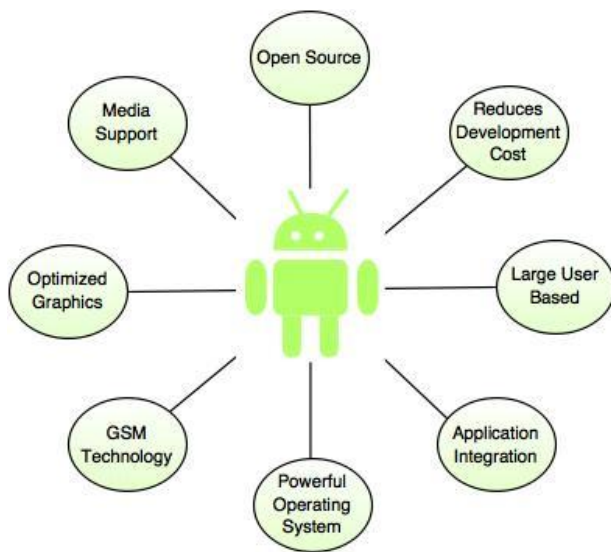 Open Source
Reduces
Development
Cost
Large User
Based
Application
Integration
Powerful
Operating
System
GSM
Technology
Optimized
Graphics
Media
Support